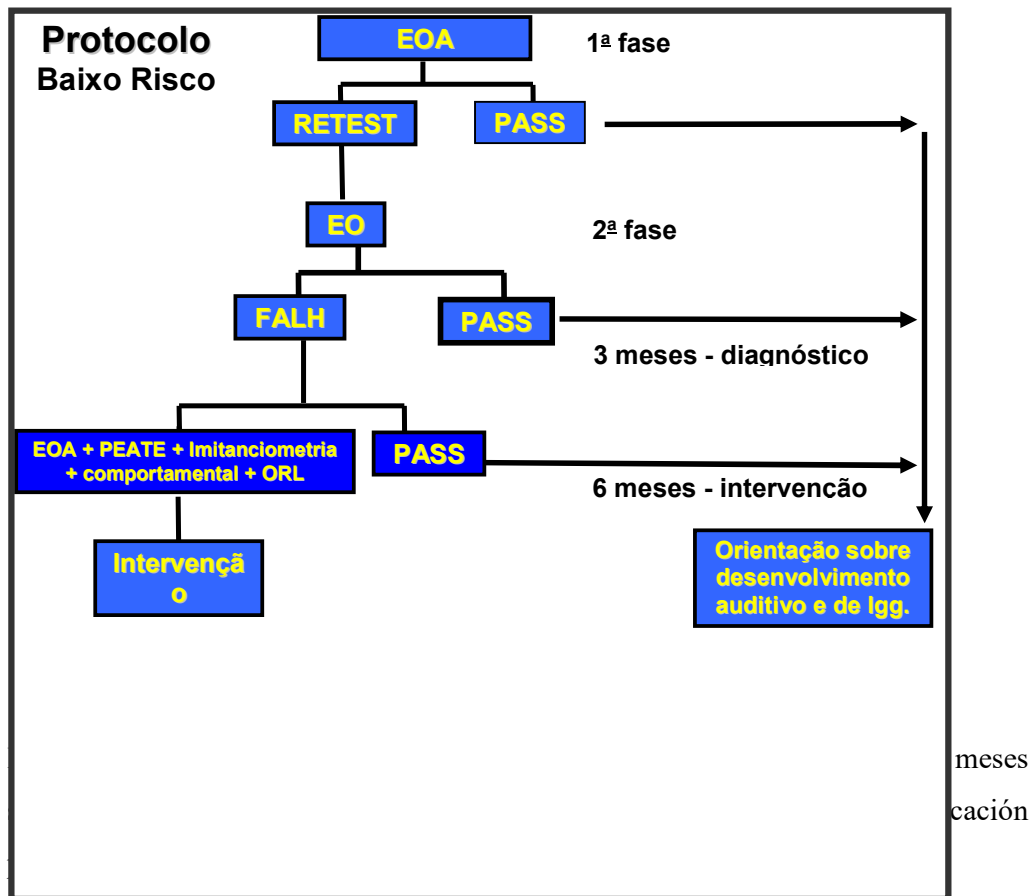 Protocolo
Baixo Risco
EOA
1ª fase
RETEST
PASS
EO
2ª fase
FALH
PASS
3 meses - diagnóstico
EOA + PEATE + Imitanciometria
+ comportamental + ORL
PASS
6 meses - intervenção
Intervençã
o
Orientação sobre
desenvolvimento
auditivo e de lgg.
meses
cación